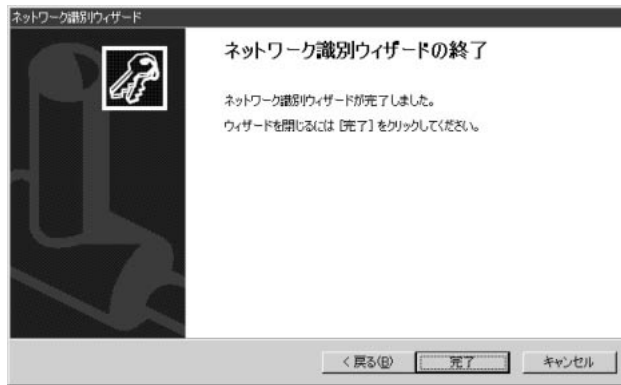 ネットワーク識別ウィザード
ネットワーク識別ウィザードの終了
ネットワーク識別ウィザードが完了しました。
ウィザードを閉じるには [完了] をクリックしてください。
< 戻る(B)
完了
キャンセル